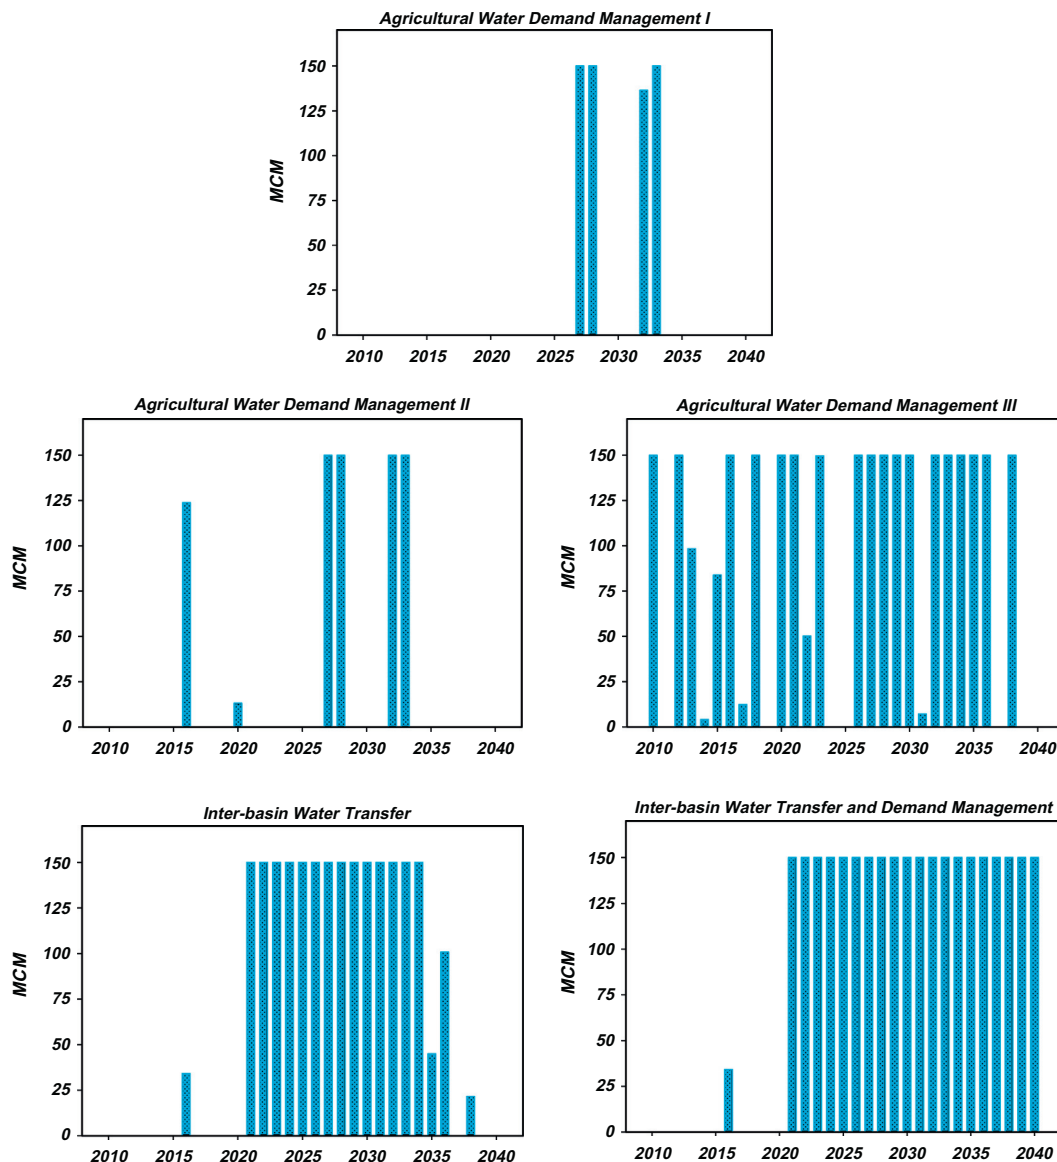 Agricultural Water Demand Management I
150
125
100
75
50
25
0
MCM
2010 2015 2020 2025 2030 2035 2040
Agricultural Water Demand Management II
150
125
100
75
50
25
0
MCM
2010 2015 2020 2025 2030 2035 2040
Agricultural Water Demand Management III
150
125
100
75
50
25
0
MCM
2010 2015 2020 2025 2030 2035 2040
Inter-basin Water Transfer
150
125
100
75
50
25
0
MCM
2010 2015 2020 2025 2030 2035 2040
Inter-basin Water Transfer and Demand Management
150
125
100
75
50
25
0
MCM
2010 2015 2020 2025 2030 2035 2040